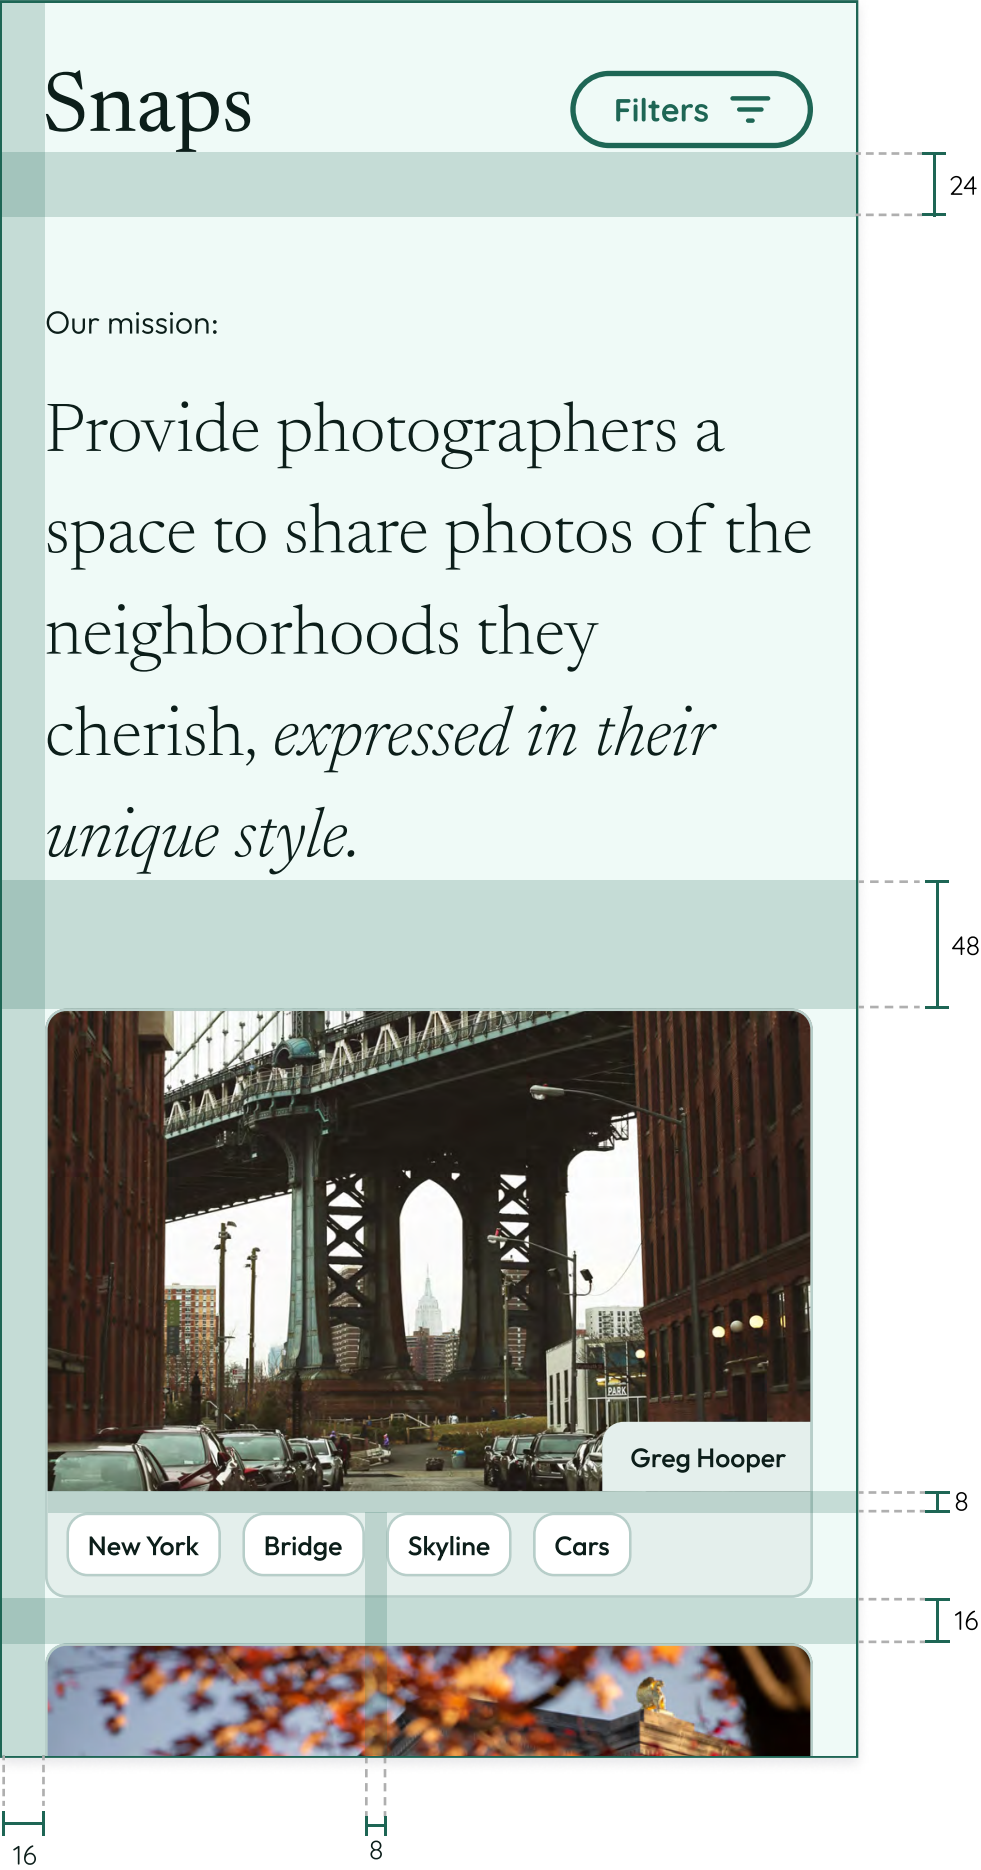 Snaps
Filters
24
Our mission:
Provide photographers a
space to share photos of the
neighborhoods they
cherish, expressed in their
unique style.
48
PARK
Greg Hooper
8
New York
Bridge
Skyline
Cars
16
16
8